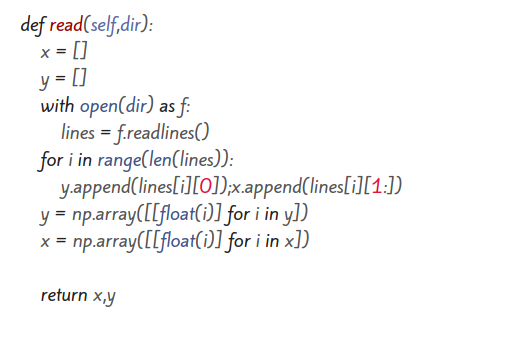 def read(self,dir):
    x = []
    y = []
    with open(dir) as f:
        lines = f.readlines()
    for i in range(len(lines)):
        y.append(lines[i][0]);x.append(lines[i][1:])
    y = np.array([[float(i)] for i in y])
    x = np.array([[float(i)] for i in x])
    return x,y